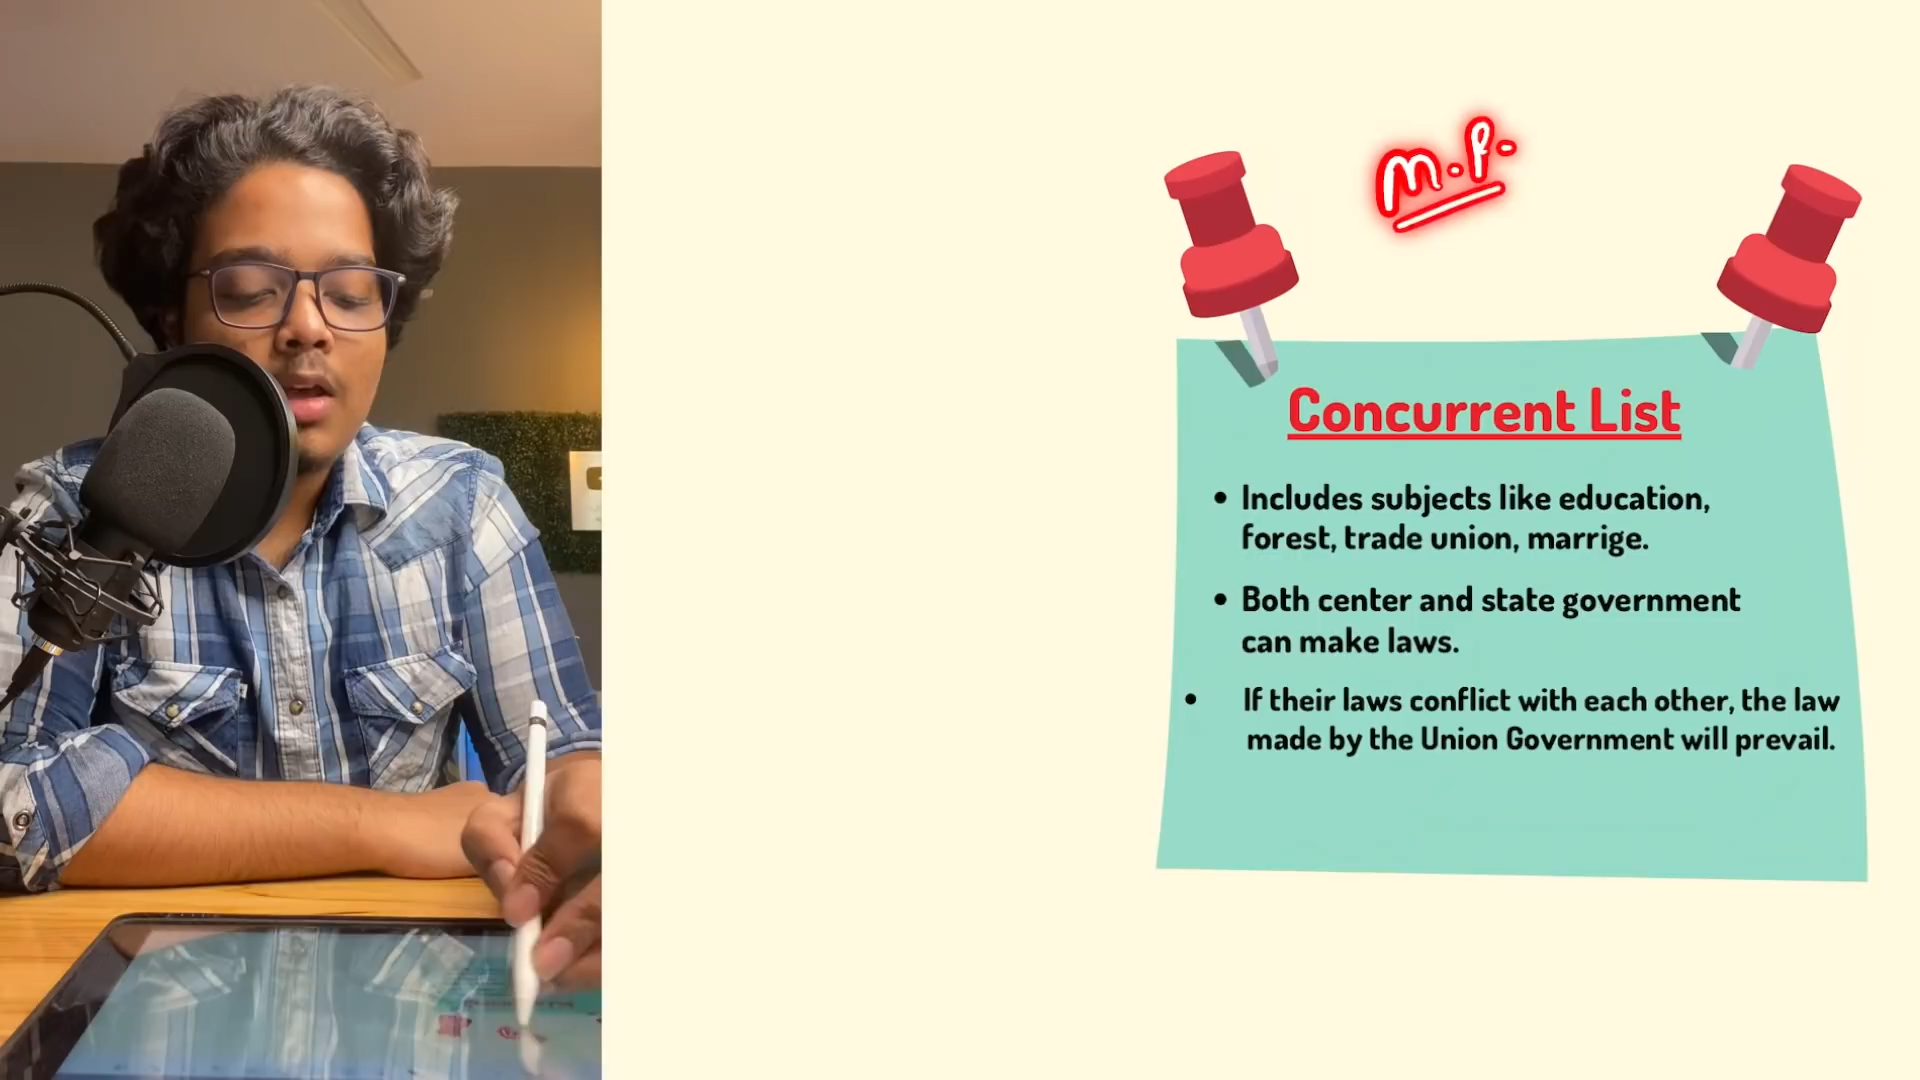 M.P.
Concurrent List
• Includes subjects like education,
forest, trade union, marrige.
• Both center and state government
can make laws.
• If their laws conflict with each other, the law
made by the Union Government will prevail.